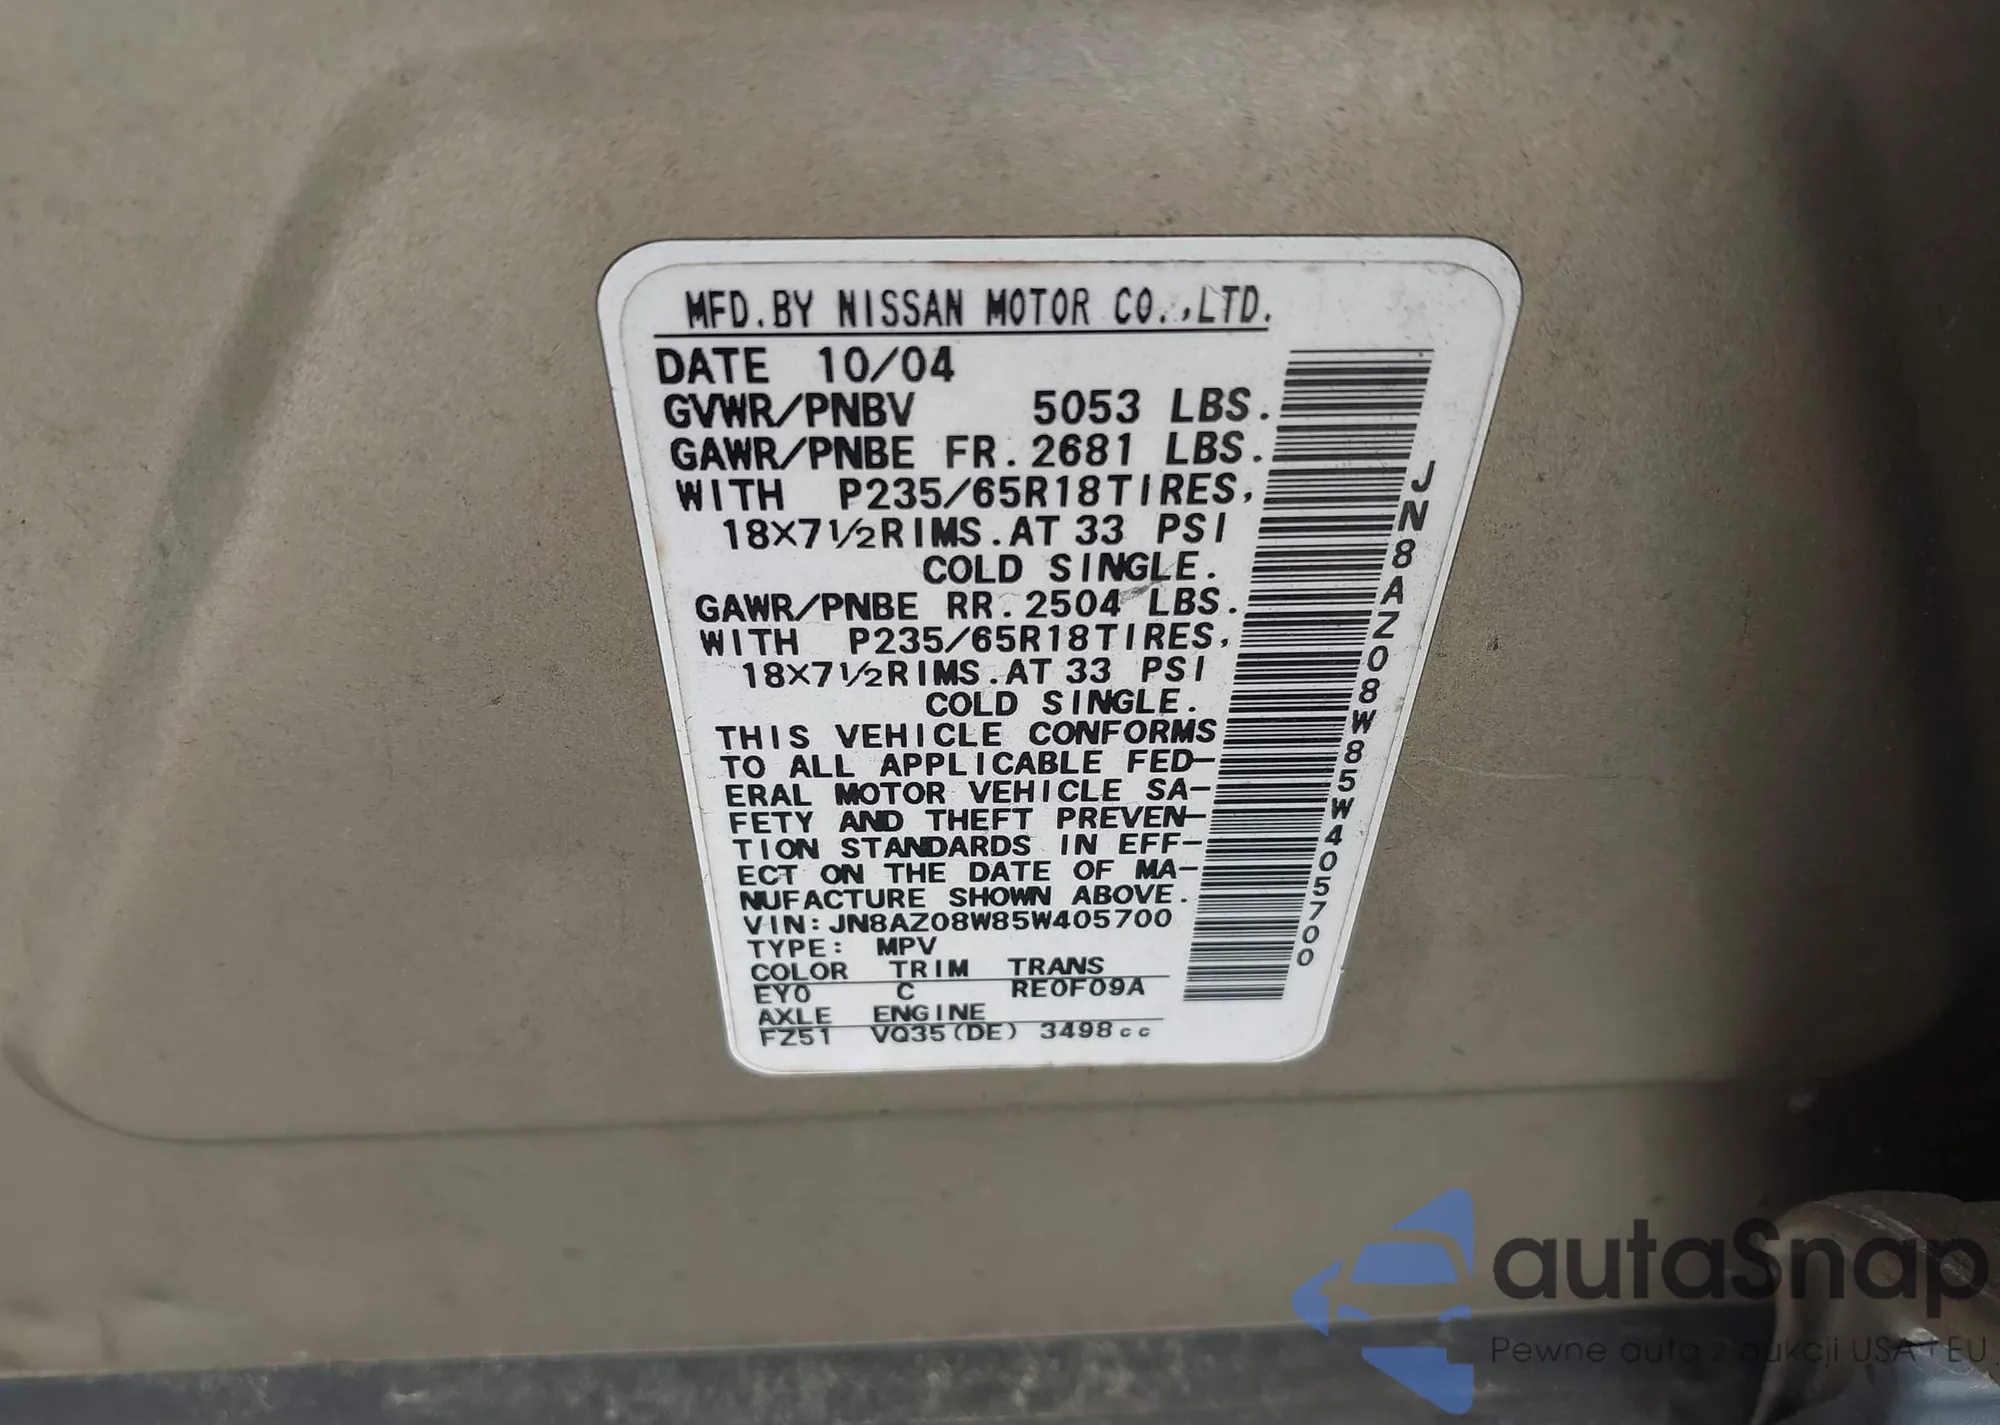 MFD.BY NISSAN MOTOR CO.,LTD.
DATE 10/04
GVWR/PNBV 5053 LBS.
GAWR/PNBE FR.2681 LBS.
WITH P235/65R18TIRES,
18×7½RIMS.AT 33 PSI
COLD SINGLE.
GAWR/PNBE RR.2504 LBS.
WITH P235/65R18TIRES,
18×7½RIMS.AT 33 PSI
COLD SINGLE.
THIS VEHICLE CONFORMS
TO ALL APPLICABLE FED-
ERAL MOTOR VEHICLE SA-
FETY AND THEFT PREVEN-
TION STANDARDS IN EFF-
ECT ON THE DATE OF MA-
NUFACTURE SHOWN ABOVE.
VIN:JN8AZ08W85W405700
TYPE: MPV
COLOR TRIM TRANS
EY0 C RE0F09A
AXLE ENGINE
FZ51 VQ35(DE) 3498cc
JN8AZ08W85W405700
autaSnap
Pewne auta z aukcji USA i EU